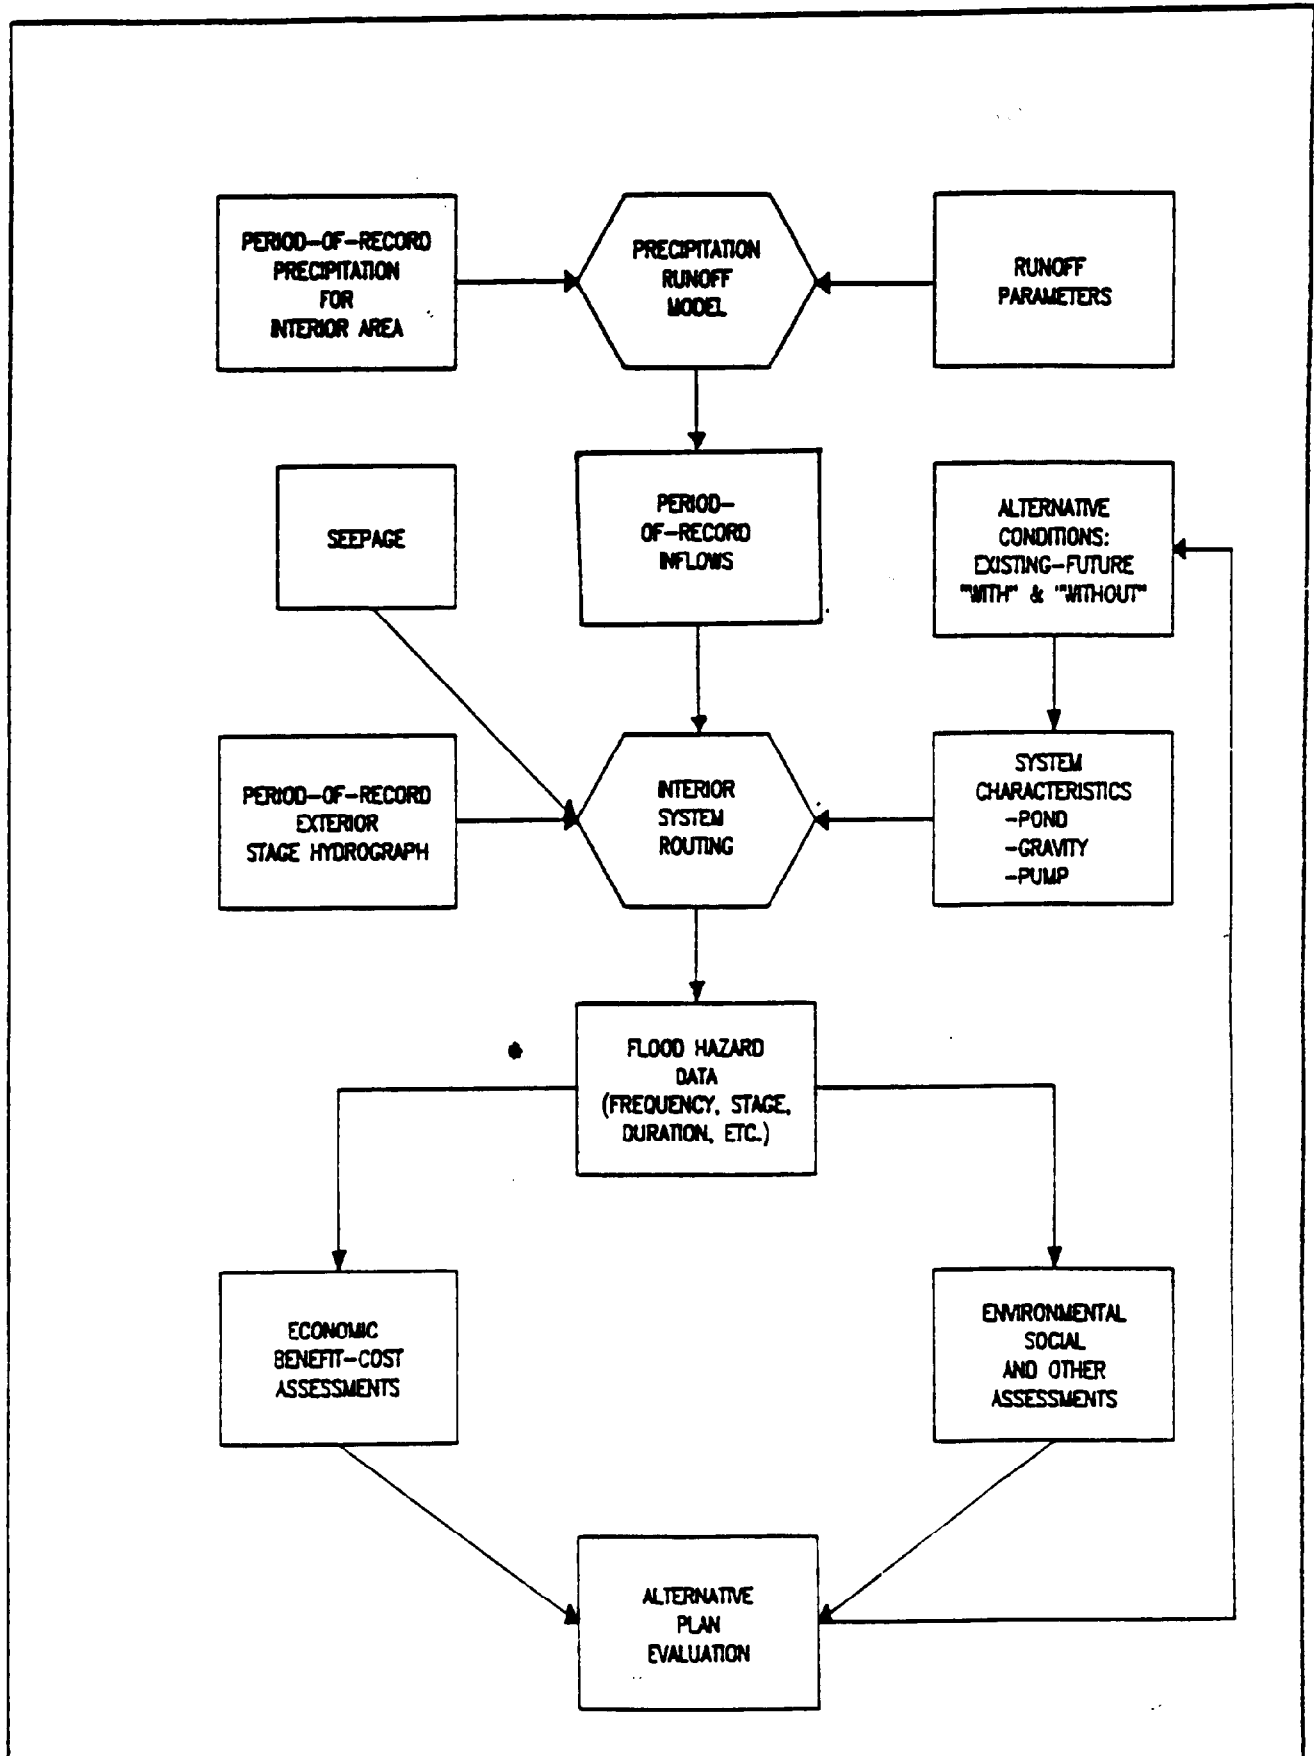 PERIOD-OF-RECORD
PRECIPITATION
FOR
INTERIOR AREA
PRECIPITATION
RUNOFF
MODEL
RUNOFF
PARAMETERS
SEEPAGE
PERIOD-
OF-RECORD
INFLOWS
ALTERNATIVE
CONDITIONS:
EXISTING-FUTURE
"WITH" & "WITHOUT"
PERIOD-OF-RECORD
EXTERIOR
STAGE HYDROGRAPH
INTERIOR
SYSTEM
ROUTING
SYSTEM
CHARACTERISTICS
-POND
-GRAVITY
-PUMP
FLOOD HAZARD
DATA
(FREQUENCY, STAGE,
DURATION, ETC.)
ECONOMIC
BENEFIT-COST
ASSESSMENTS
ENVIRONMENTAL
SOCIAL
AND OTHER
ASSESSMENTS
ALTERNATIVE
PLAN
EVALUATION